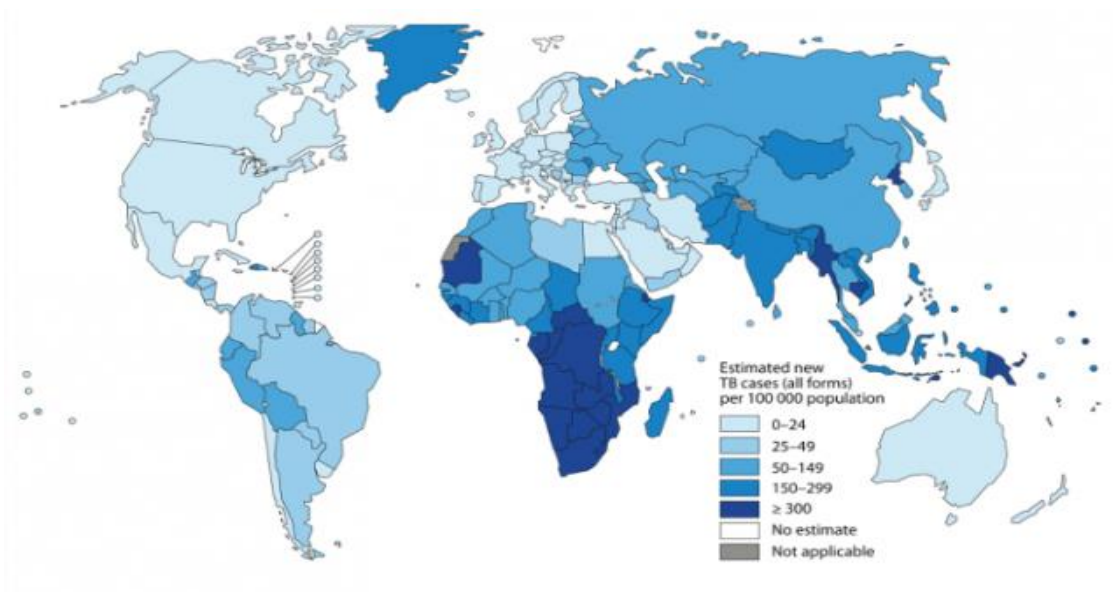 Estimated new
TB cases (all forms)
per 100 000 population
0–24
25–49
50–149
150–299
≥ 300
No estimate
Not applicable